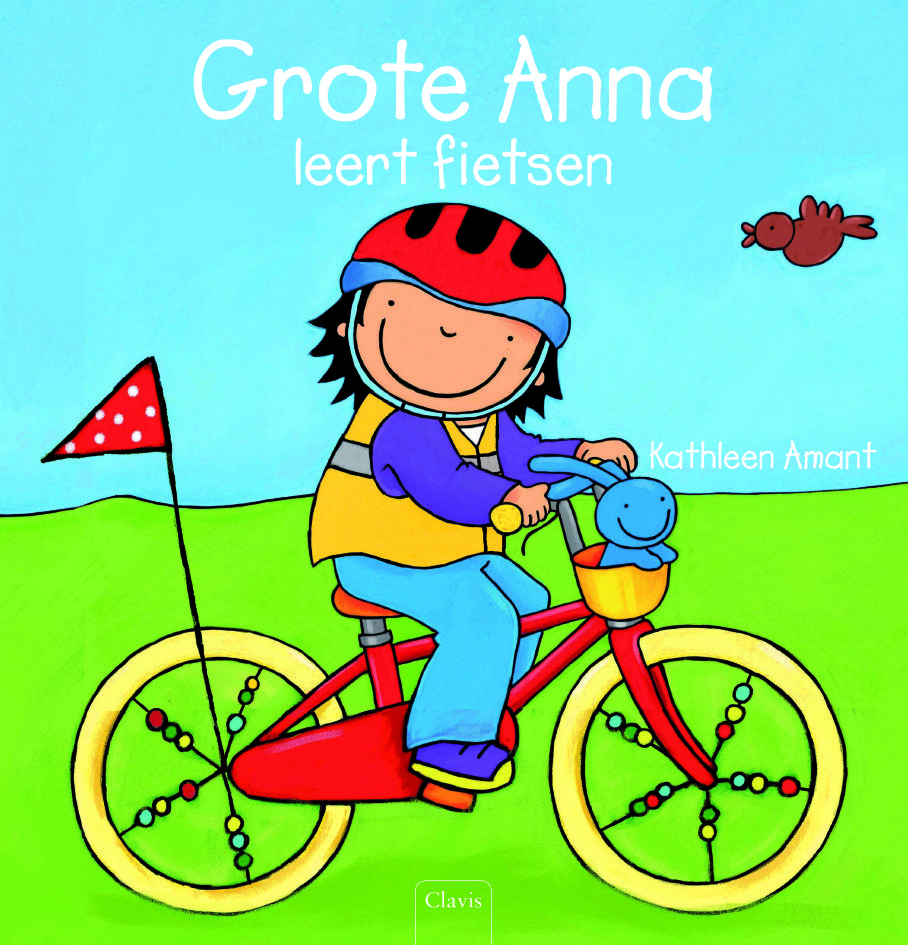 Grote Anna
leert fietsen
Kathleen Amant
Clavis